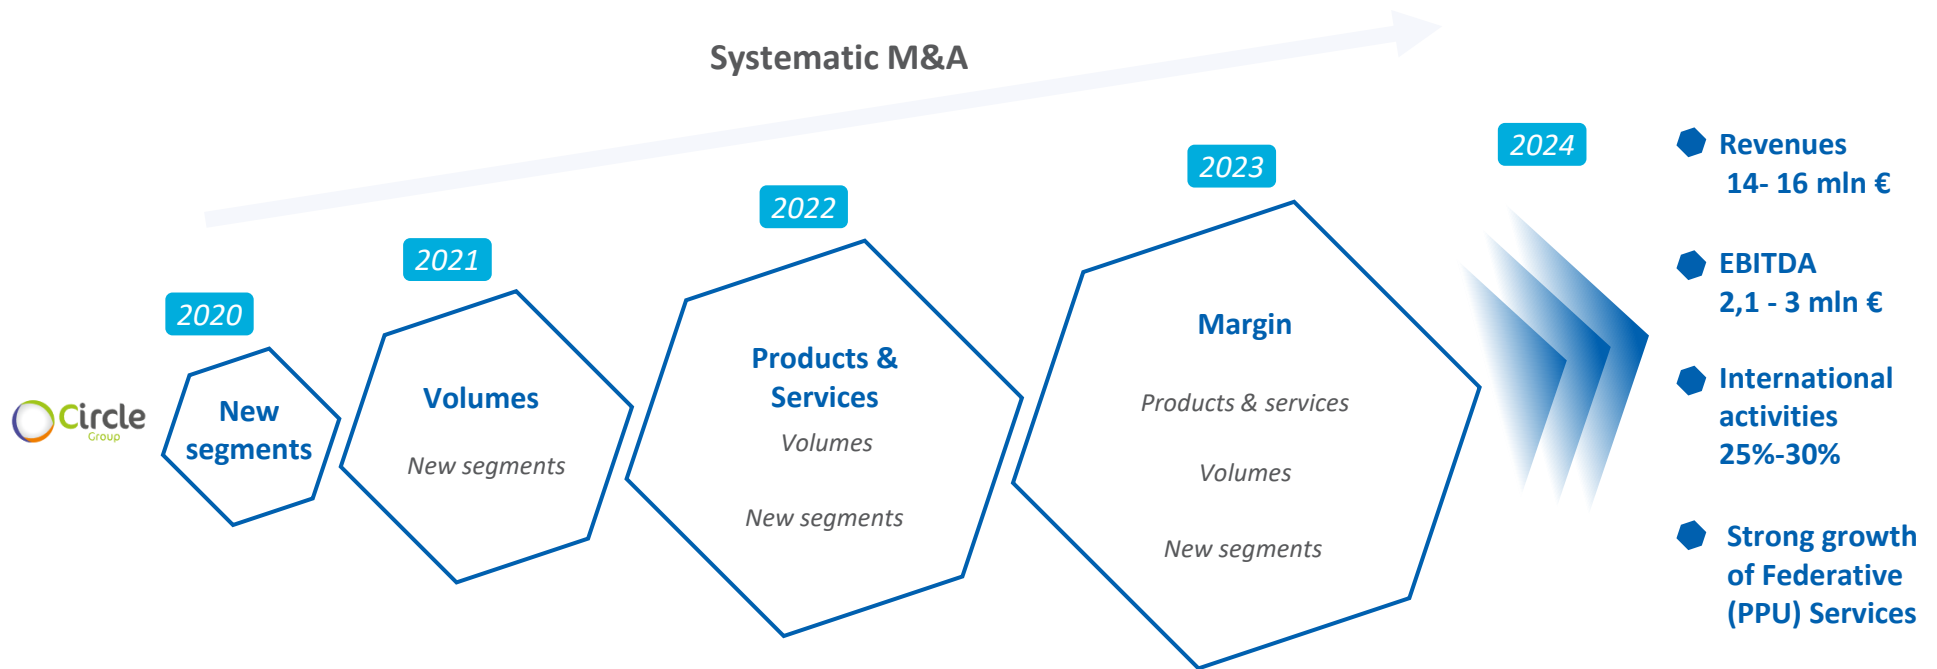 Systematic M&A
Circle
Group
2020
New
segments
2021
Volumes
New segments
2022
Products &
Services
Volumes
New segments
2023
Margin
Products & services
Volumes
New segments
2024
Revenues
14- 16 mln €
EBITDA
2,1 - 3 mln €
International
activities
25%-30%
Strong growth
of Federative
(PPU) Services